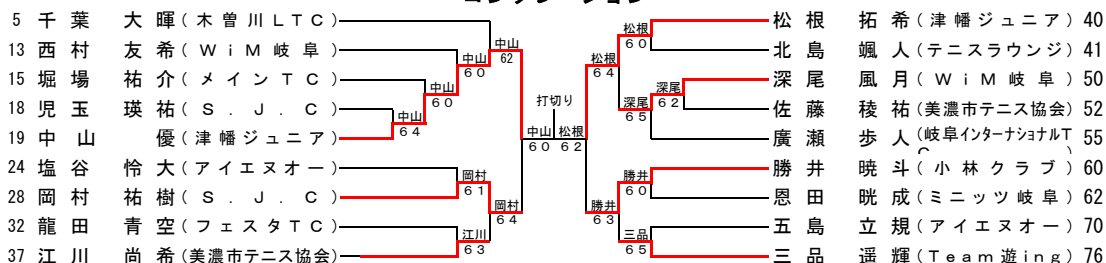 コンソレーション
5 千葉 大暉(木曽川LTC)
13 西村 友希(WiM岐阜)
15 堀場 祐介(メインTC)
18 児玉 瑛祐(S.J.C)
19 中山 優(津幡ジュニア)
24 塩谷 怜大(アイエヌオー)
28 岡村 祐樹(S.J.C)
32 龍田 青空(フェスタTC)
37 江川 尚希(美濃市テニス協会)
中山
64
中山
60
中山
60
中山
62
岡村
61
江川
63
岡村
64
打切り
中山 松根
60 62
松根
64
勝井
63
松根
60
深尾
65
深尾
62
勝井
60
三品
65
松根 拓希(津幡ジュニア) 40
北島 颯人(テニスラウンジ) 41
深尾 風月(WiM岐阜) 50
佐藤 稜祐(美濃市テニス協会) 52
廣瀬 歩人(岐阜インターナショナルT 55
勝井 暁斗(小林クラブ) 60
恩田 晄成(ミニッツ岐阜) 62
五島 立規(アイエヌオー) 70
三品 遥輝(Team遊ing) 76